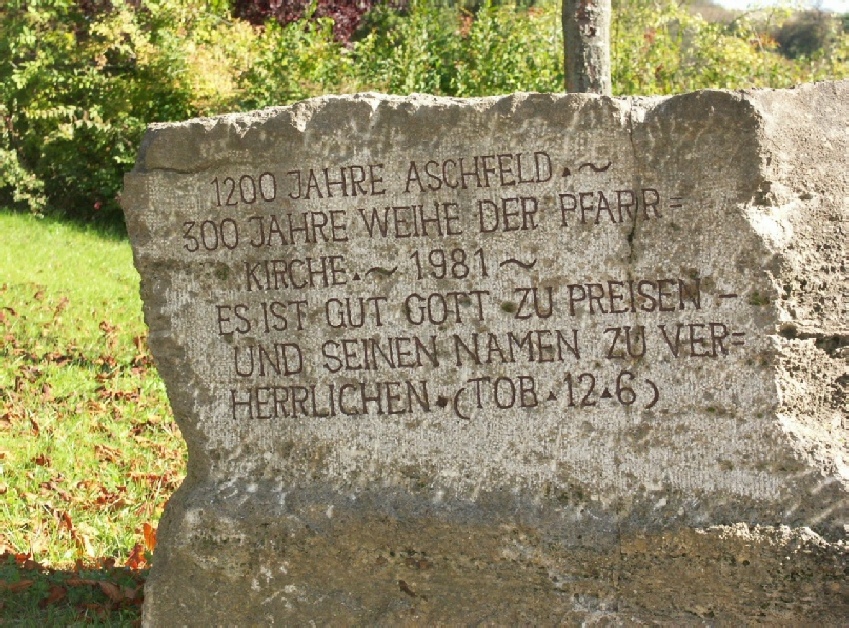 1200 JAHRE ASCHFELD. ~
300 JAHRE WEIHE DER PFARR=
KIRCHE. ~ 1981 ~
ES IST GUT GOTT ZU PREISEN –
UND SEINEN NAMEN ZU VER=
HERRLICHEN. (TOB. 12. 6)